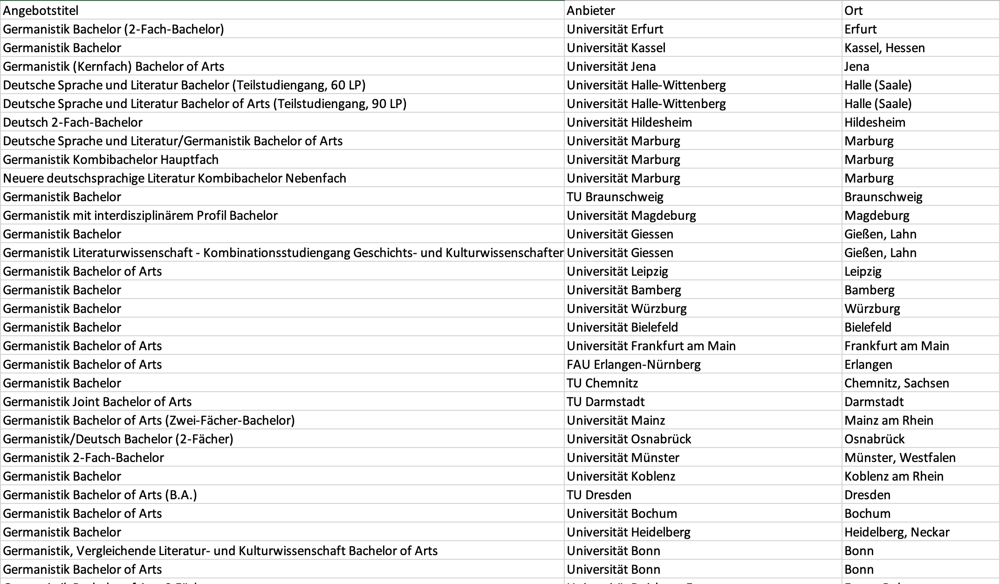 Angebotstitel Anbieter Ort
Germanistik Bachelor (2-Fach-Bachelor) Universität Erfurt Erfurt
Germanistik Bachelor Universität Kassel Kassel, Hessen
Germanistik (Kernfach) Bachelor of Arts Universität Jena Jena
Deutsche Sprache und Literatur Bachelor (Teilstudiengang, 60 LP) Universität Halle-Wittenberg Halle (Saale)
Deutsche Sprache und Literatur Bachelor of Arts (Teilstudiengang, 90 LP) Universität Halle-Wittenberg Halle (Saale)
Deutsch 2-Fach-Bachelor Universität Hildesheim Hildesheim
Deutsche Sprache und Literatur/Germanistik Bachelor of Arts Universität Marburg Marburg
Germanistik Kombibachelor Hauptfach Universität Marburg Marburg
Neuere deutschsprachige Literatur Kombibachelor Nebenfach Universität Marburg Marburg
Germanistik Bachelor TU Braunschweig Braunschweig
Germanistik mit interdisziplinärem Profil Bachelor Universität Magdeburg Magdeburg
Germanistik Bachelor Universität Giessen Gießen, Lahn
Germanistik Literaturwissenschaft - Kombinationsstudiengang Geschichts- und Kulturwissenschaften Universität Giessen Gießen, Lahn
Germanistik Bachelor of Arts Universität Leipzig Leipzig
Germanistik Bachelor Universität Bamberg Bamberg
Germanistik Bachelor Universität Würzburg Würzburg
Germanistik Bachelor Universität Bielefeld Bielefeld
Germanistik Bachelor of Arts Universität Frankfurt am Main Frankfurt am Main
Germanistik Bachelor of Arts FAU Erlangen-Nürnberg Erlangen
Germanistik Bachelor TU Chemnitz Chemnitz, Sachsen
Germanistik Joint Bachelor of Arts TU Darmstadt Darmstadt
Germanistik Bachelor of Arts (Zwei-Fächer-Bachelor) Universität Mainz Mainz am Rhein
Germanistik/Deutsch Bachelor (2-Fächer) Universität Osnabrück Osnabrück
Germanistik 2-Fach-Bachelor Universität Münster Münster, Westfalen
Germanistik Bachelor Universität Koblenz Koblenz am Rhein
Germanistik Bachelor of Arts (B.A.) TU Dresden Dresden
Germanistik Bachelor of Arts Universität Bochum Bochum
Germanistik Bachelor Universität Heidelberg Heidelberg, Neckar
Germanistik, Vergleichende Literatur- und Kulturwissenschaft Bachelor of Arts Universität Bonn Bonn
Germanistik Bachelor of Arts Universität Bonn Bonn